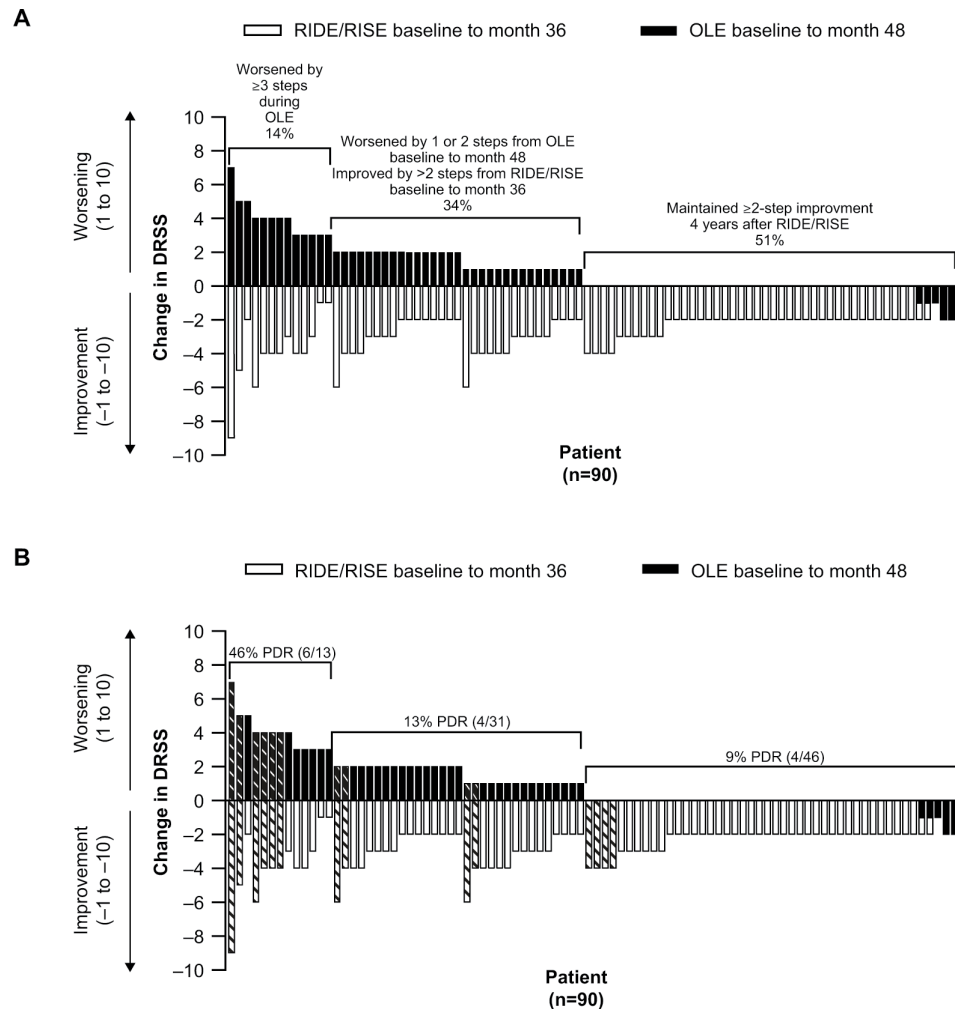 A
RIDE/RISE baseline to month 36
OLE baseline to month 48
Worsened by
≥3 steps
during
OLE
14%
Worsened by 1 or 2 steps from OLE
baseline to month 48
Improved by >2 steps from RIDE/RISE
baseline to month 36
34%
Maintained ≥2-step improvment
4 years after RIDE/RISE
51%
Worsening
(1 to 10)
Improvement
(–1 to –10)
Change in DRSS
10
8
6
4
2
0
–2
–4
–6
–8
–10
Patient
(n=90)
B
RIDE/RISE baseline to month 36
OLE baseline to month 48
46% PDR (6/13)
13% PDR (4/31)
9% PDR (4/46)
Worsening
(1 to 10)
Improvement
(–1 to –10)
Change in DRSS
10
8
6
4
2
0
–2
–4
–6
–8
–10
Patient
(n=90)